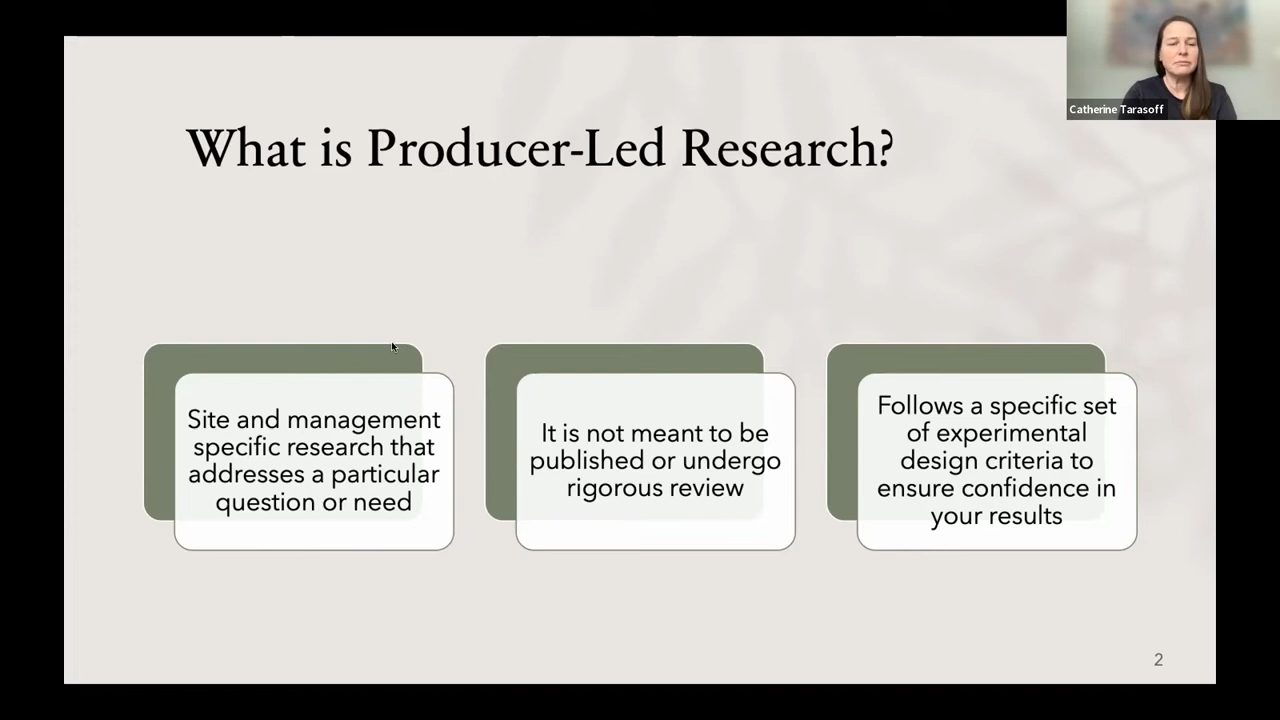 What is Producer-Led Research?
Catherine Tarasoff
Site and management
specific research that
addresses a particular
question or need
It is not meant to be
published or undergo
rigorous review
Follows a specific set
of experimental
design criteria to
ensure confidence in
your results
2